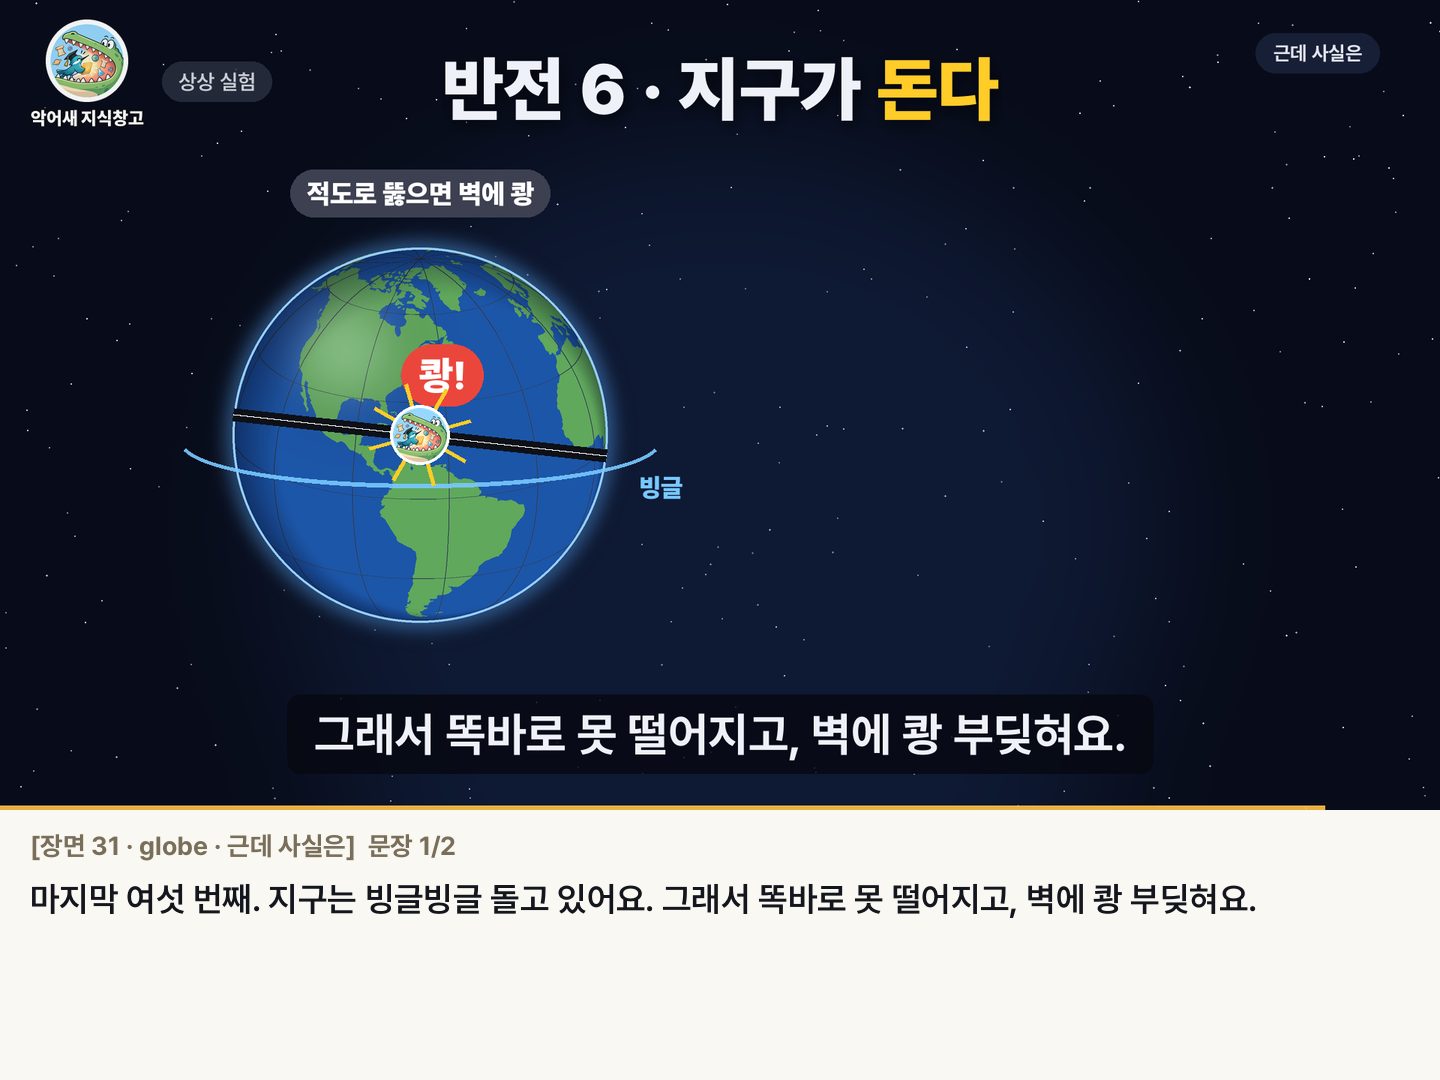 악어새 지식창고
상상 실험
반전 6 · 지구가 돈다
근데 사실은
적도로 뚫으면 벽에 쾅
쾅!
빙글
그래서 똑바로 못 떨어지고, 벽에 쾅 부딪혀요.
[장면 31 · globe · 근데 사실은] 문장 1/2
마지막 여섯 번째. 지구는 빙글빙글 돌고 있어요. 그래서 똑바로 못 떨어지고, 벽에 쾅 부딪혀요.